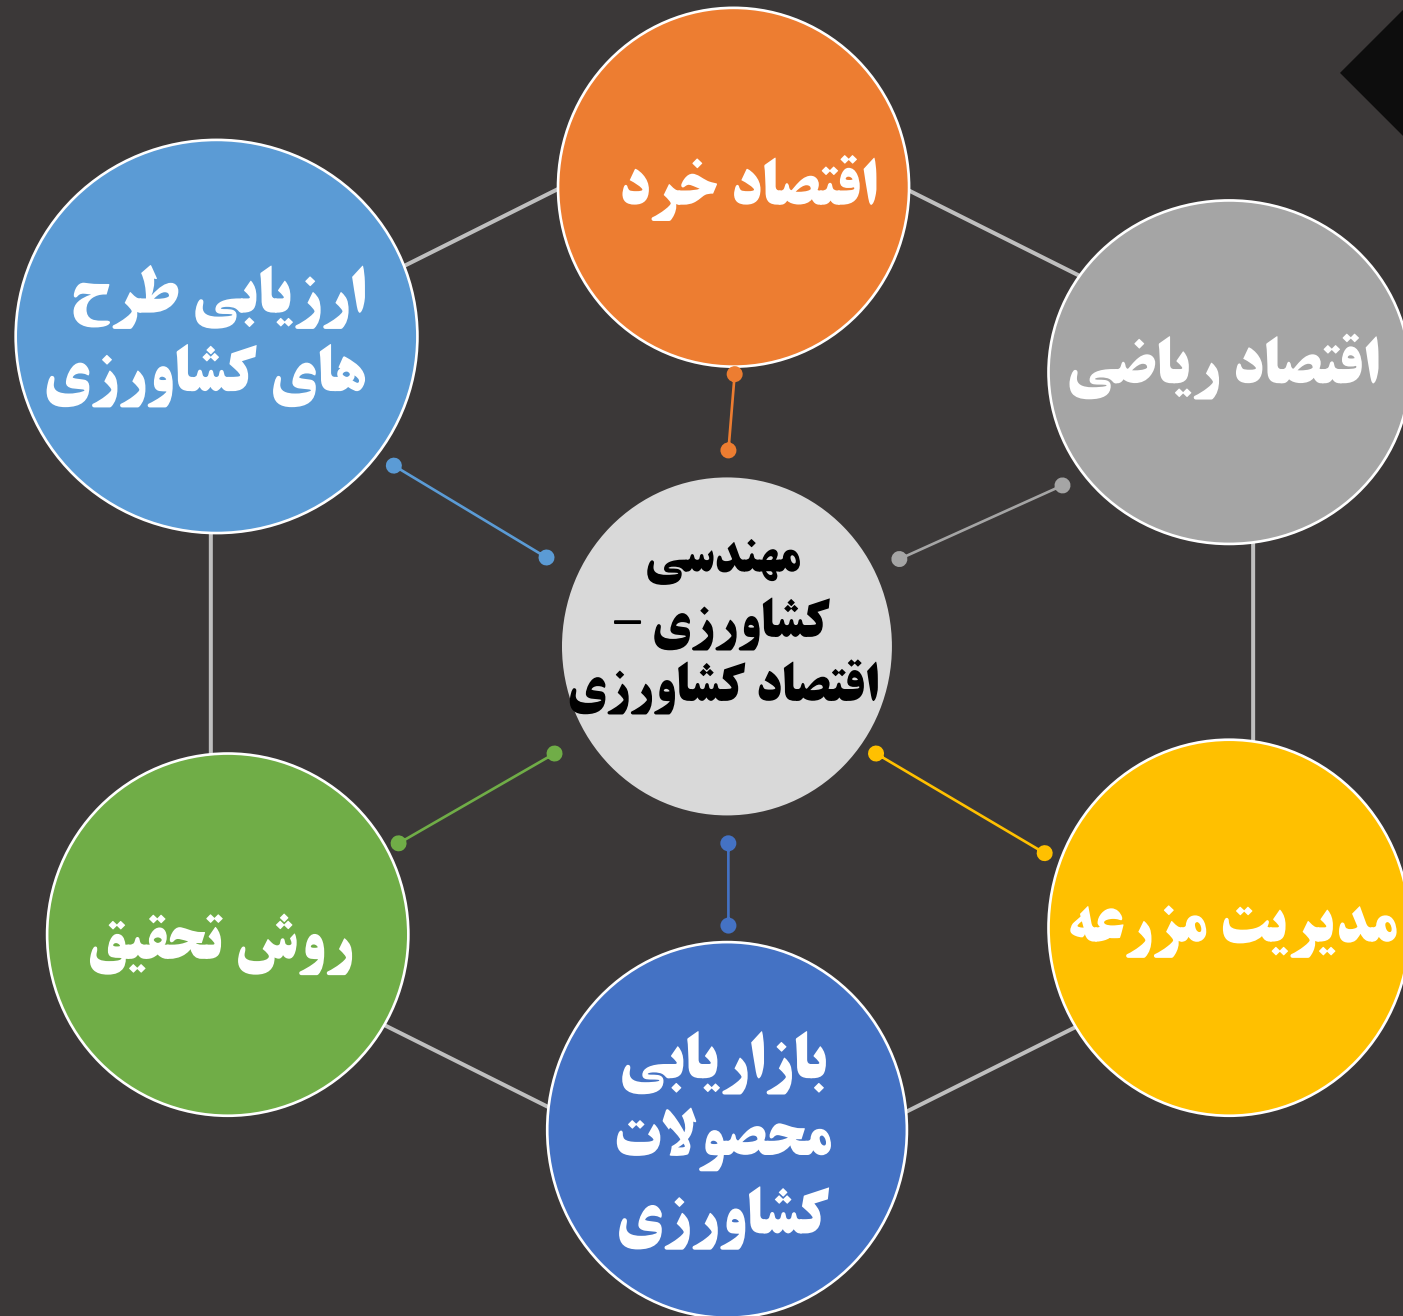 اقتصاد خرد
ارزیابی طرح
های کشاورزی
اقتصاد ریاضی
مهندسی
کشاورزی –
اقتصاد کشاورزی
روش تحقیق
مدیریت مزرعه
بازاریابی
محصولات
کشاورزی